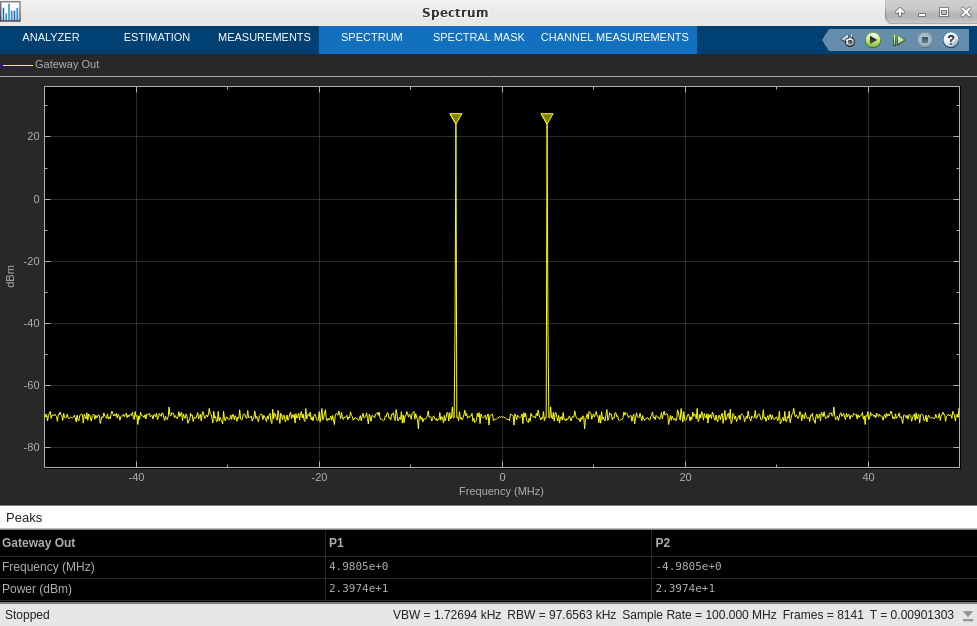 Spectrum
ANALYZER ESTIMATION MEASUREMENTS SPECTRUM SPECTRAL MASK CHANNEL MEASUREMENTS ?
Gateway Out
20
0
-20
-40
-60
-80
dBm
-40 -20 0 20 40
Frequency (MHz)
Peaks
Gateway Out P1 P2
Frequency (MHz) 4.9805e+0 -4.9805e+0
Power (dBm) 2.3974e+1 2.3974e+1
Stopped VBW = 1.72694 kHz RBW = 97.6563 kHz Sample Rate = 100.000 MHz Frames = 8141 T = 0.00901303